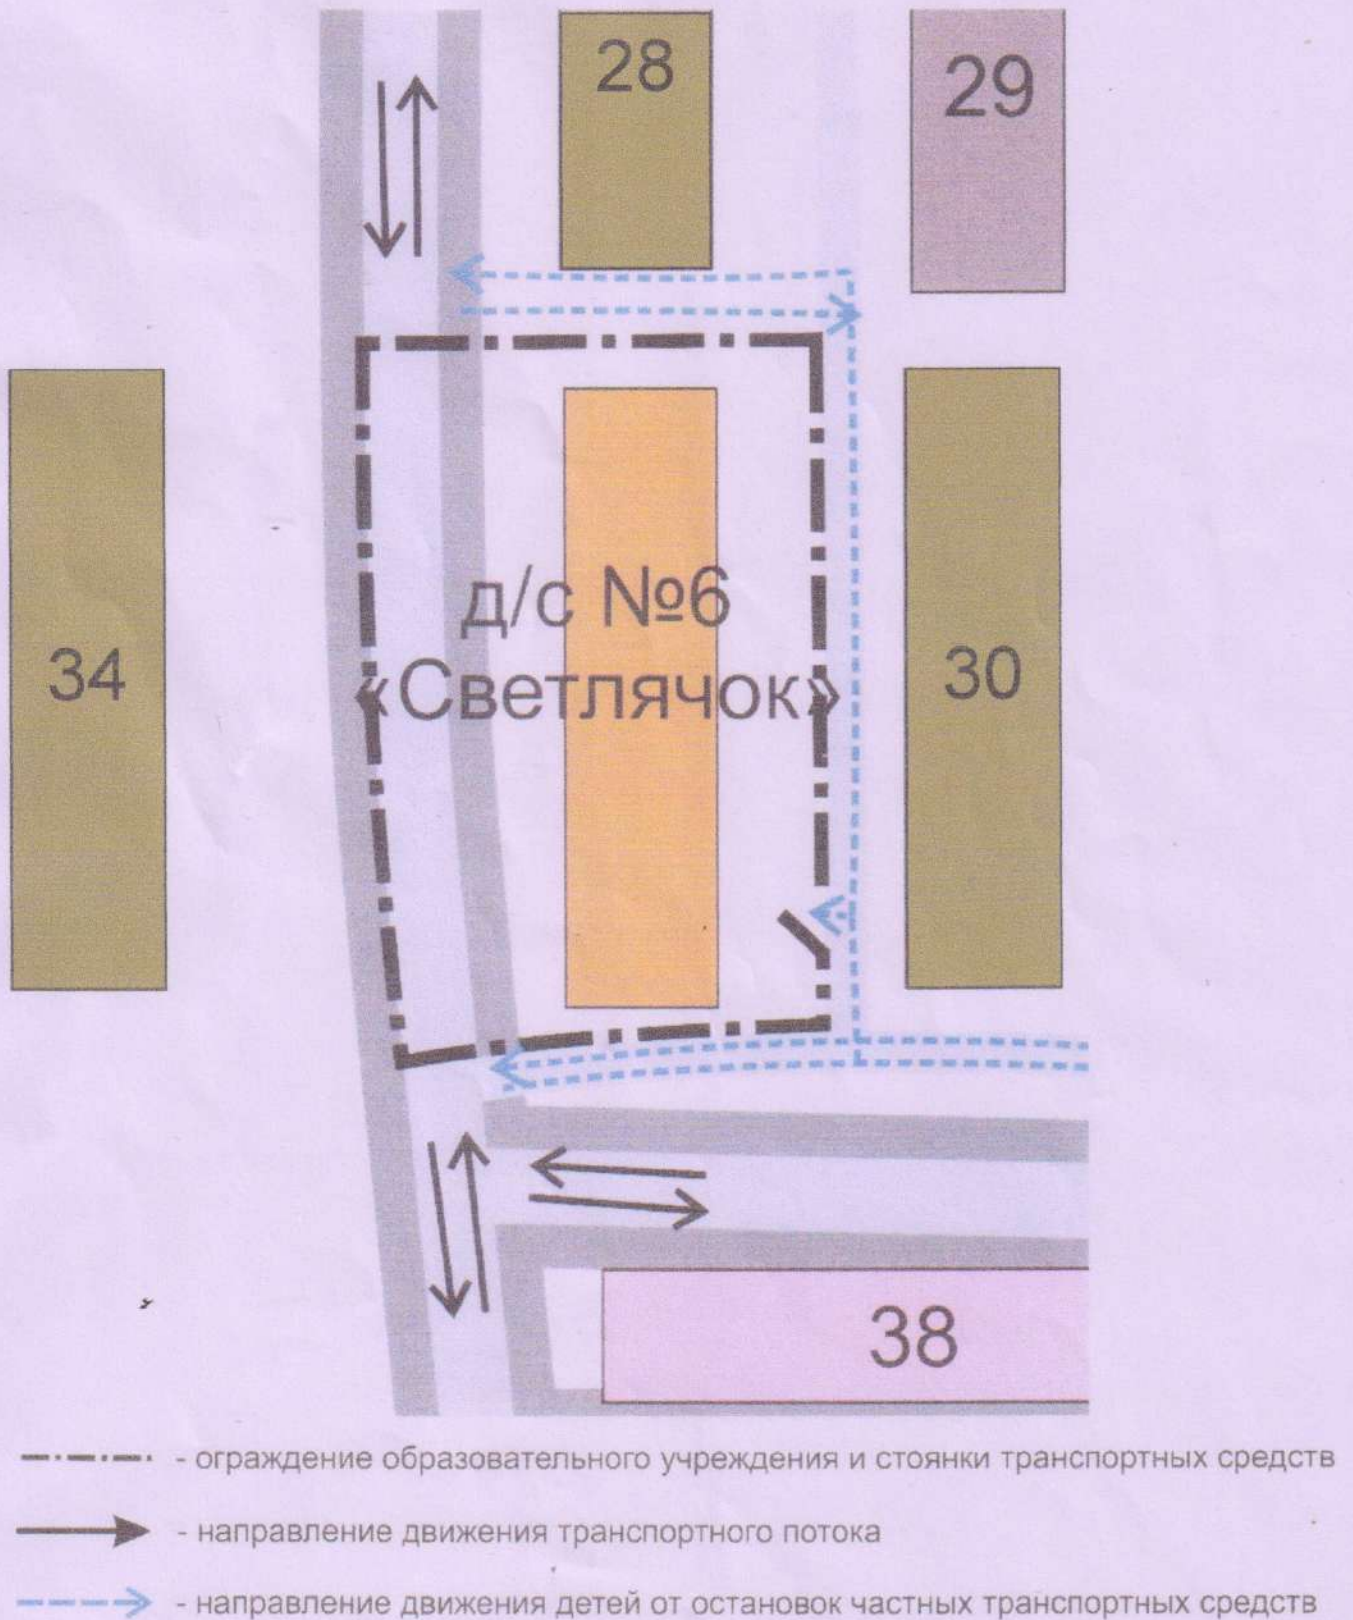 28
29
д/с №6
«Светлячок»
34
30
38
- ограждение образовательного учреждения и стоянки транспортных средств
- направление движения транспортного потока
- направление движения детей от остановок частных транспортных средств